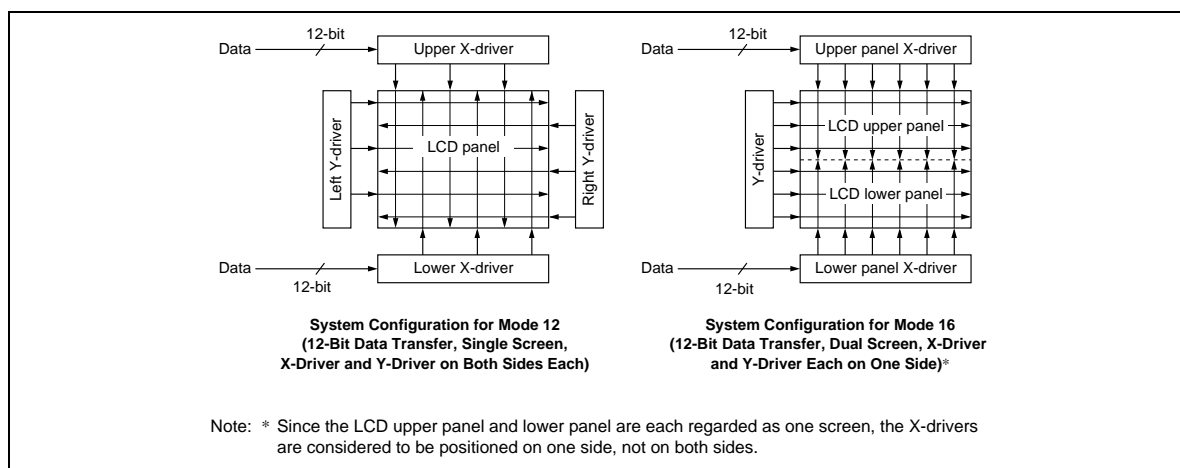 12-bit
Data
Upper X-driver
Left Y-driver
LCD panel
Right Y-driver
Data
12-bit
Lower X-driver
System Configuration for Mode 12
(12-Bit Data Transfer, Single Screen,
X-Driver and Y-Driver on Both Sides Each)
12-bit
Data
Upper panel X-driver
Y-driver
LCD upper panel
LCD lower panel
Data
12-bit
Lower panel X-driver
System Configuration for Mode 16
(12-Bit Data Transfer, Dual Screen, X-Driver
and Y-Driver Each on One Side)*
Note: * Since the LCD upper panel and lower panel are each regarded as one screen, the X-drivers
are considered to be positioned on one side, not on both sides.